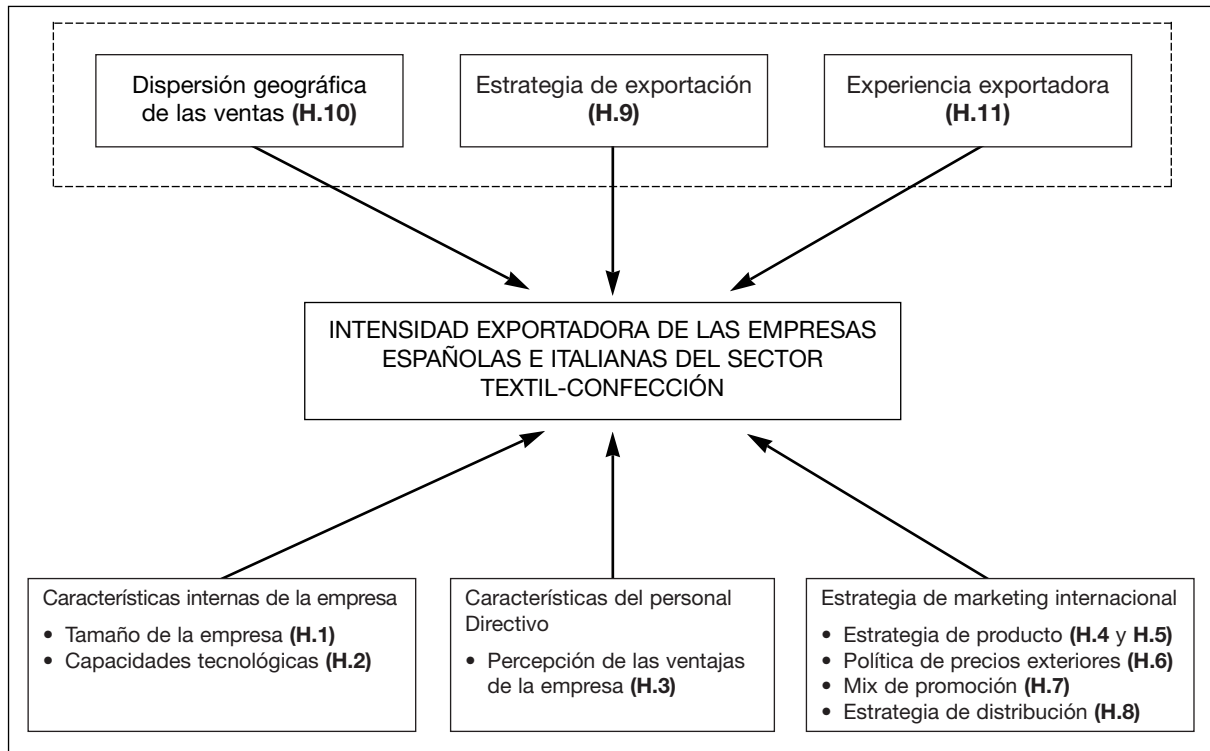 Dispersión geográfica
de las ventas (H.10)
Estrategia de exportación
(H.9)
Experiencia exportadora
(H.11)
INTENSIDAD EXPORTADORA DE LAS EMPRESAS
ESPAÑOLAS E ITALIANAS DEL SECTOR
TEXTIL-CONFECCIÓN
Características internas de la empresa
• Tamaño de la empresa (H.1)
• Capacidades tecnológicas (H.2)
Características del personal
Directivo
• Percepción de las ventajas
de la empresa (H.3)
Estrategia de marketing internacional
• Estrategia de producto (H.4 y H.5)
• Política de precios exteriores (H.6)
• Mix de promoción (H.7)
• Estrategia de distribución (H.8)